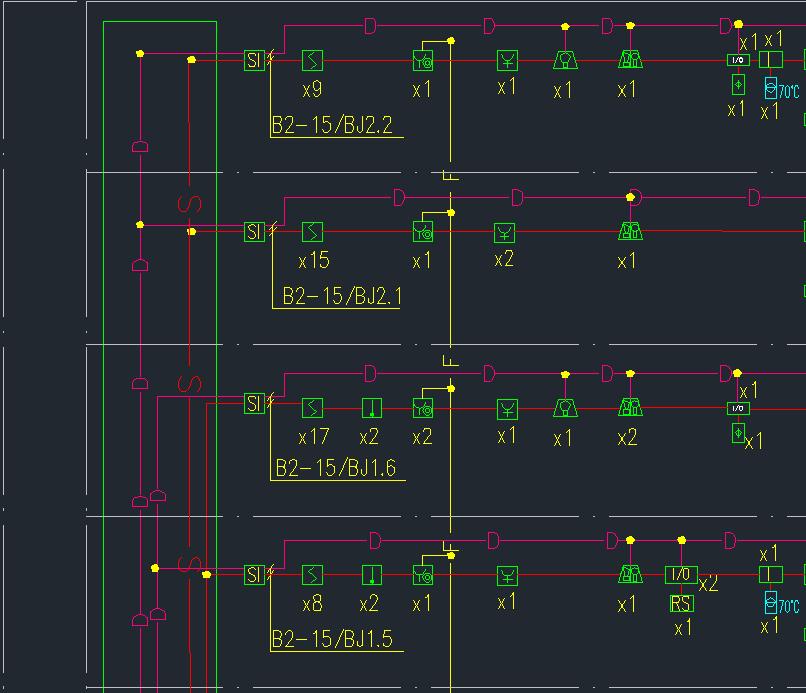 D D D D
x1 x1
SI I/O
x9 x1 x1 x1 x1 70°C
x1 x1
B2-15/BJ2.2
D
F
S
D D D D
SI
x15 x1 x2 x1
D
B2-15/BJ2.1
F
D D D D
S D
x1
SI I/O
x17 x2 x2 x1 x1 x2 x1
B2-15/BJ1.6
D D
D D D D
F
x1
S
SI I/O x2
x8 x2 x1 x1 x1 RS 70°C
D D
x1 x1
B2-15/BJ1.5